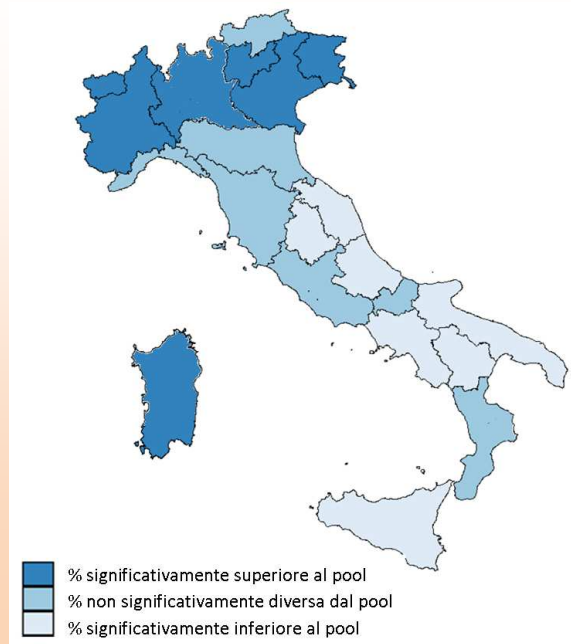 % significativamente superiore al pool
% non significativamente diversa dal pool
% significativamente inferiore al pool